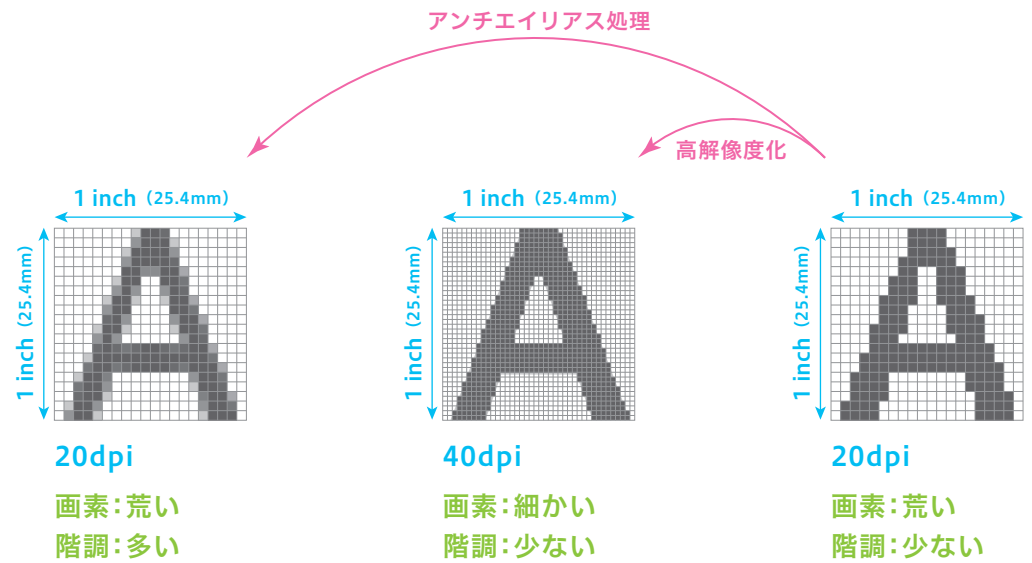 アンチエイリアス処理
高解像度化
1 inch（25.4mm）
1 inch（25.4mm）
20dpi
画素：荒い
階調：多い
1 inch（25.4mm）
1 inch（25.4mm）
40dpi
画素：細かい
階調：少ない
1 inch（25.4mm）
1 inch（25.4mm）
20dpi
画素：荒い
階調：少ない